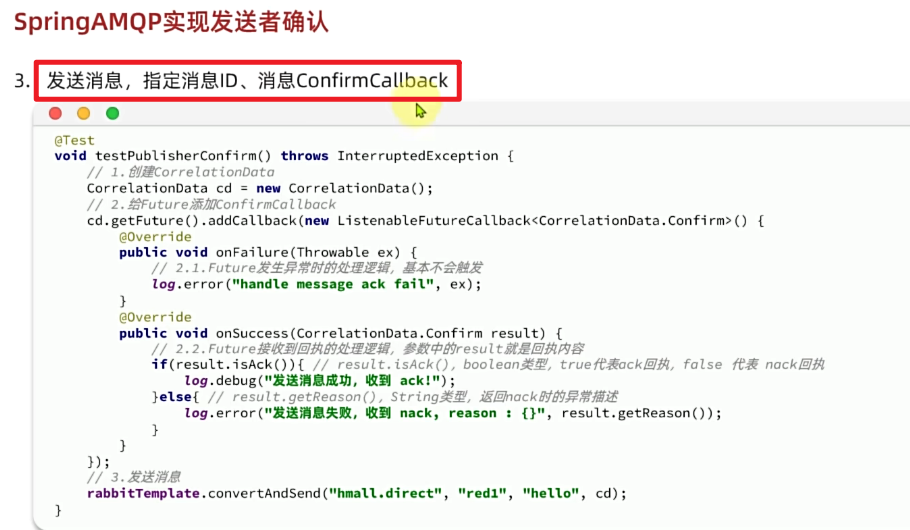 SpringAMQP实现发送者确认
3. 发送消息，指定消息ID、消息ConfirmCallback
@Test
void testPublisherConfirm() throws InterruptedException {
    // 1.创建CorrelationData
    CorrelationData cd = new CorrelationData();
    // 2.给Future添加ConfirmCallback
    cd.getFuture().addCallback(new ListenableFutureCallback<CorrelationData.Confirm>() {
        @Override
        public void onFailure(Throwable ex) {
            // 2.1.Future发生异常时的处理逻辑，基本不会触发
            log.error("handle message ack fail", ex);
        }
        @Override
        public void onSuccess(CorrelationData.Confirm result) {
            // 2.2.Future接收到回执的处理逻辑，参数中的result就是回执内容
            if(result.isAck()){ // result.isAck()，boolean类型，true代表ack回执，false 代表 nack回执
                log.debug("发送消息成功，收到 ack!");
            }else{ // result.getReason()，String类型，返回nack时的异常描述
                log.error("发送消息失败，收到 nack, reason : {}", result.getReason());
            }
        }
    });
    // 3.发送消息
    rabbitTemplate.convertAndSend("hmall.direct", "red1", "hello", cd);
}